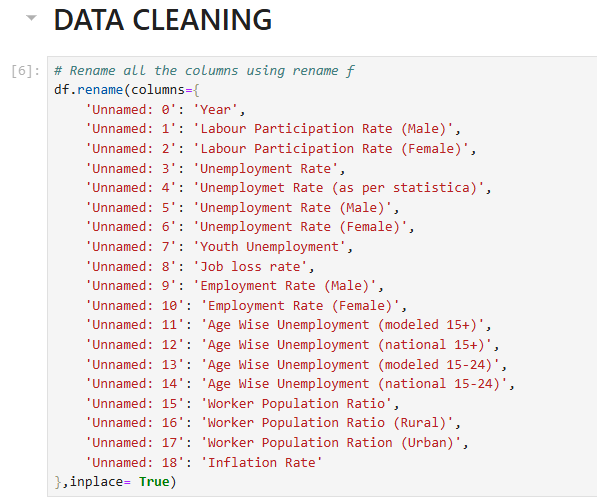 DATA CLEANING
[6]: # Rename all the columns using rename ƒ
df.rename(columns={
    'Unnamed: 0': 'Year',
    'Unnamed: 1': 'Labour Participation Rate (Male)',
    'Unnamed: 2': 'Labour Participation Rate (Female)',
    'Unnamed: 3': 'Unemployment Rate',
    'Unnamed: 4': 'Unemploymet Rate (as per statistica)',
    'Unnamed: 5': 'Unemployment Rate (Male)',
    'Unnamed: 6': 'Unemployment Rate (Female)',
    'Unnamed: 7': 'Youth Unemployment',
    'Unnamed: 8': 'Job loss rate',
    'Unnamed: 9': 'Employment Rate (Male)',
    'Unnamed: 10': 'Employment Rate (Female)',
    'Unnamed: 11': 'Age Wise Unemployment (modeled 15+)',
    'Unnamed: 12': 'Age Wise Unemployment (national 15+)',
    'Unnamed: 13': 'Age Wise Unemployment (modeled 15-24)',
    'Unnamed: 14': 'Age Wise Unemployment (national 15-24)',
    'Unnamed: 15': 'Worker Population Ratio',
    'Unnamed: 16': 'Worker Population Ratio (Rural)',
    'Unnamed: 17': 'Worker Population Ration (Urban)',
    'Unnamed: 18': 'Inflation Rate'
},inplace= True)